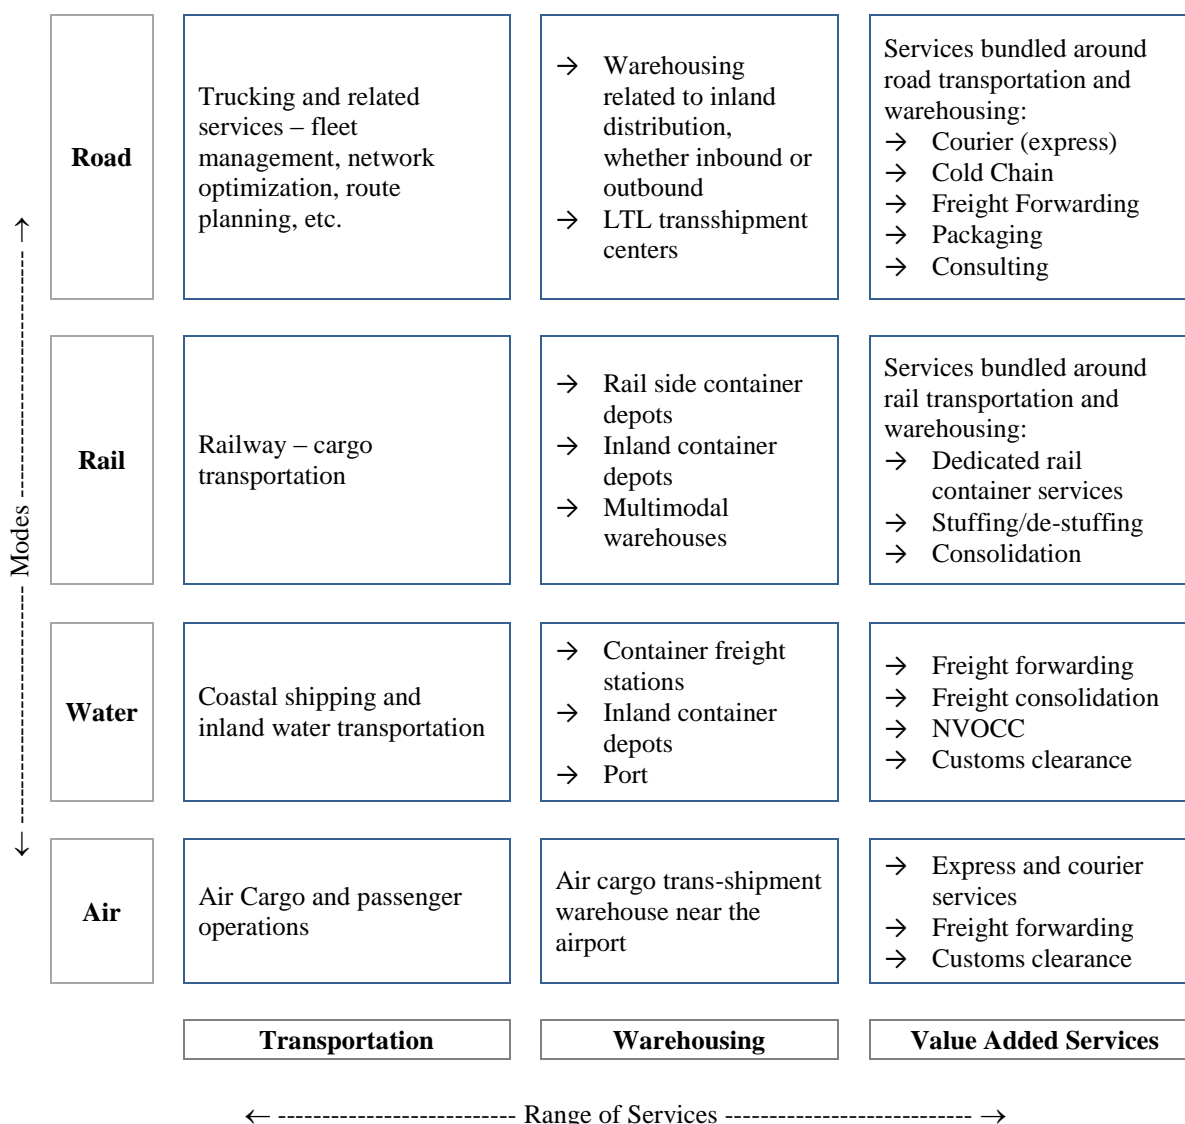 Road
Trucking and related
services – fleet
management, network
optimization, route
planning, etc.
→ Warehousing
related to inland
distribution,
whether inbound or
outbound
→ LTL transshipment
centers
Services bundled around
road transportation and
warehousing:
→ Courier (express)
→ Cold Chain
→ Freight Forwarding
→ Packaging
→ Consulting
Rail
Railway – cargo
transportation
→ Rail side container
depots
→ Inland container
depots
→ Multimodal
warehouses
Services bundled around
rail transportation and
warehousing:
→ Dedicated rail
container services
→ Stuffing/de-stuffing
→ Consolidation
Water
Coastal shipping and
inland water transportation
→ Container freight
stations
→ Inland container
depots
→ Port
→ Freight forwarding
→ Freight consolidation
→ NVOCC
→ Customs clearance
Air
Air Cargo and passenger
operations
Air cargo trans-shipment
warehouse near the
airport
→ Express and courier
services
→ Freight forwarding
→ Customs clearance
Modes
Transportation
Warehousing
Value Added Services
Range of Services